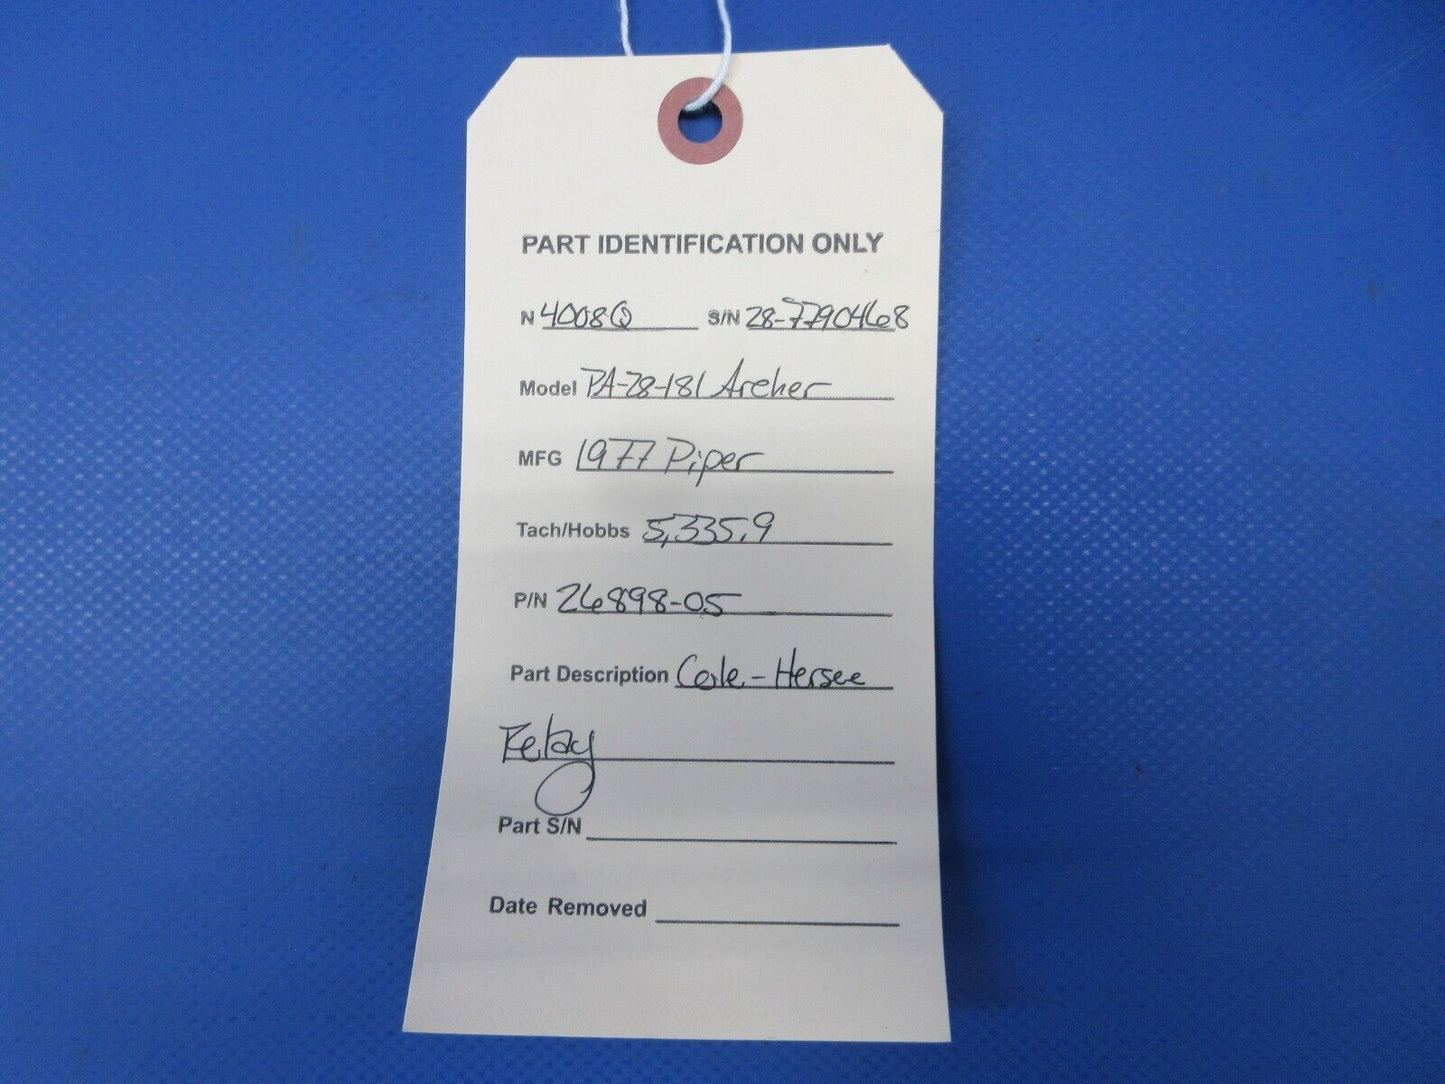 PART IDENTIFICATION ONLY
N 4008Q S/N 28-7790468
Model PA-28-181 Archer
MFG 1977 Piper
Tach/Hobbs 5,335.9
P/N 26898-05
Part Description Cole-Hersee
Relay
Part S/N
Date Removed